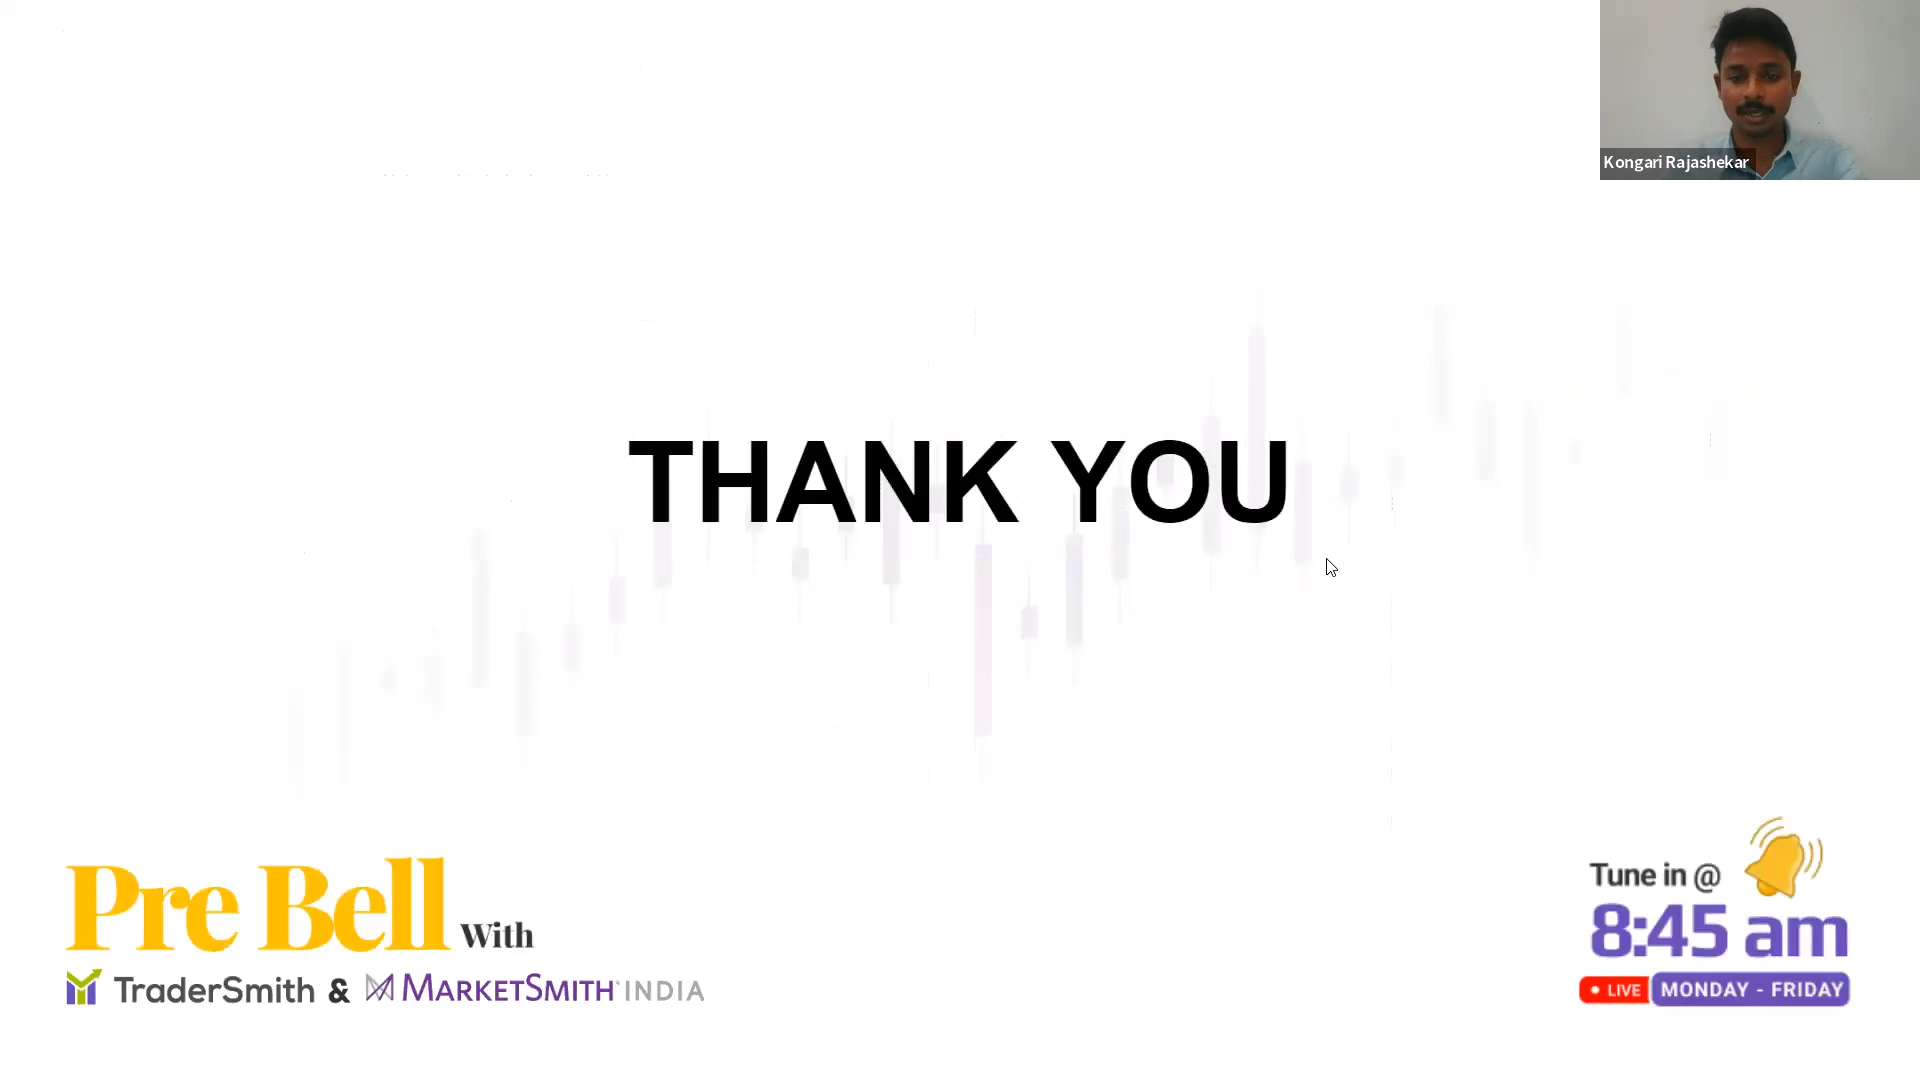 Kongari Rajashekar
THANK YOU
Pre Bell With
TraderSmith & MARKETSMITH INDIA
Tune in @
8:45 am
LIVE MONDAY - FRIDAY